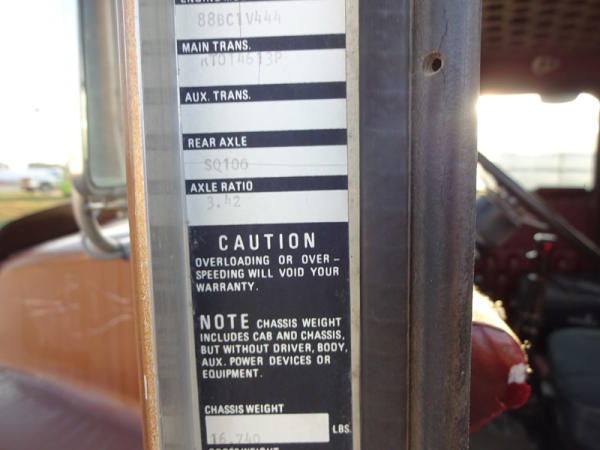 88BC1V444
MAIN TRANS.
RTO14613P
AUX. TRANS.
REAR AXLE
SQ100
AXLE RATIO
3.42
CAUTION
OVERLOADING OR OVER-
SPEEDING WILL VOID YOUR
WARRANTY.
NOTE CHASSIS WEIGHT
INCLUDES CAB AND CHASSIS,
BUT WITHOUT DRIVER, BODY,
AUX. POWER DEVICES OR
EQUIPMENT.
CHASSIS WEIGHT
16,740 LBS.